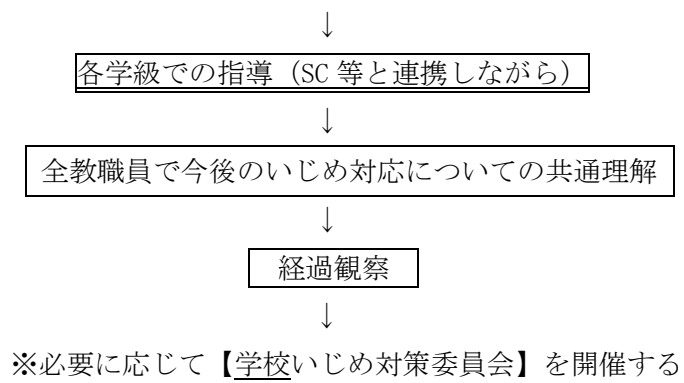 ↓
各学級での指導（SC 等と連携しながら）
↓
全教職員で今後のいじめ対応についての共通理解
↓
経過観察
↓
※必要に応じて【学校いじめ対策委員会】を開催する